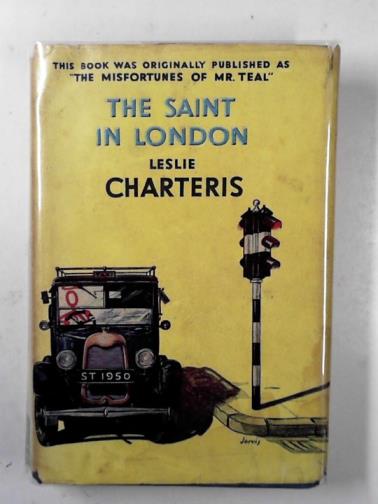 THIS BOOK WAS ORIGINALLY PUBLISHED AS
"THE MISFORTUNES OF MR. TEAL"
THE SAINT
IN LONDON
LESLIE
CHARTERIS
ST 1950
Jarvis